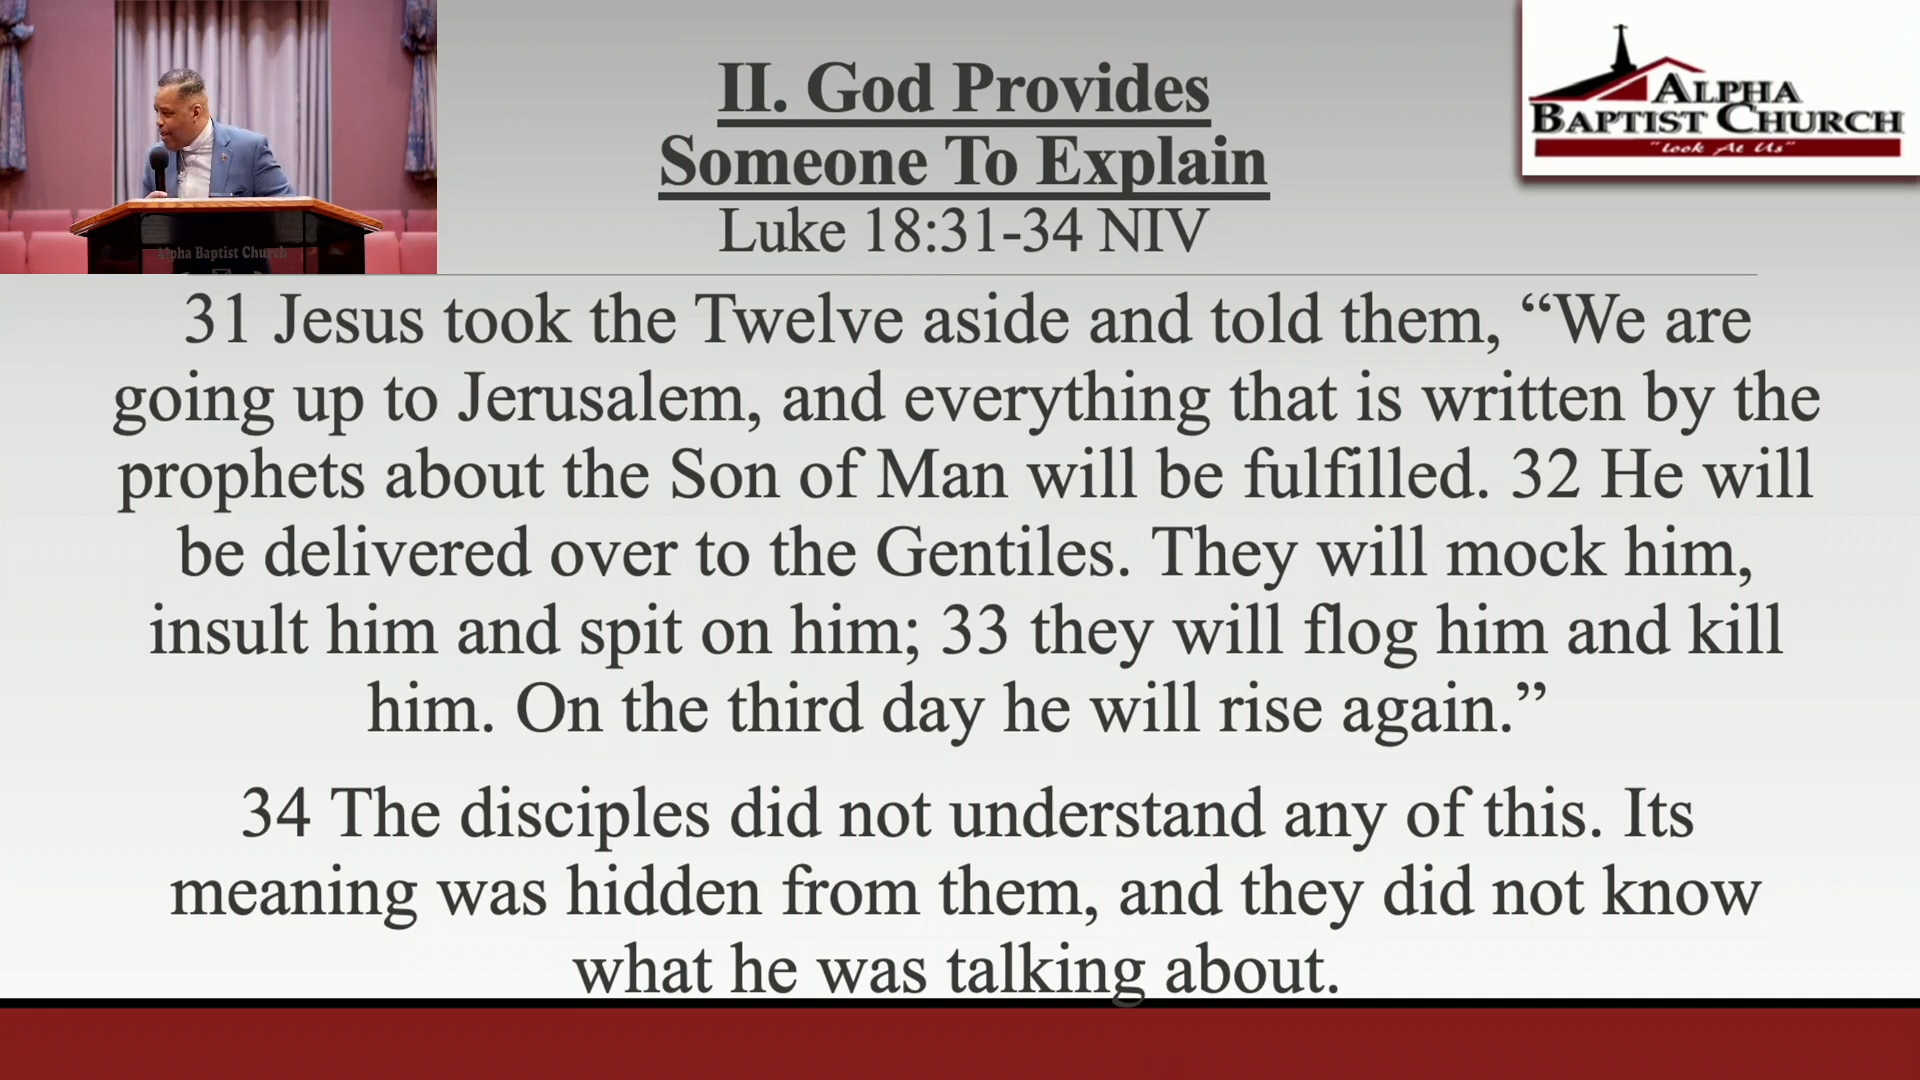 II. God Provides
Someone To Explain
Luke 18:31-34 NIV
ALPHA
BAPTIST CHURCH
"Look At Us"
Alpha Baptist Church
31 Jesus took the Twelve aside and told them, “We are
going up to Jerusalem, and everything that is written by the
prophets about the Son of Man will be fulfilled. 32 He will
be delivered over to the Gentiles. They will mock him,
insult him and spit on him; 33 they will flog him and kill
him. On the third day he will rise again.”
34 The disciples did not understand any of this. Its
meaning was hidden from them, and they did not know
what he was talking about.